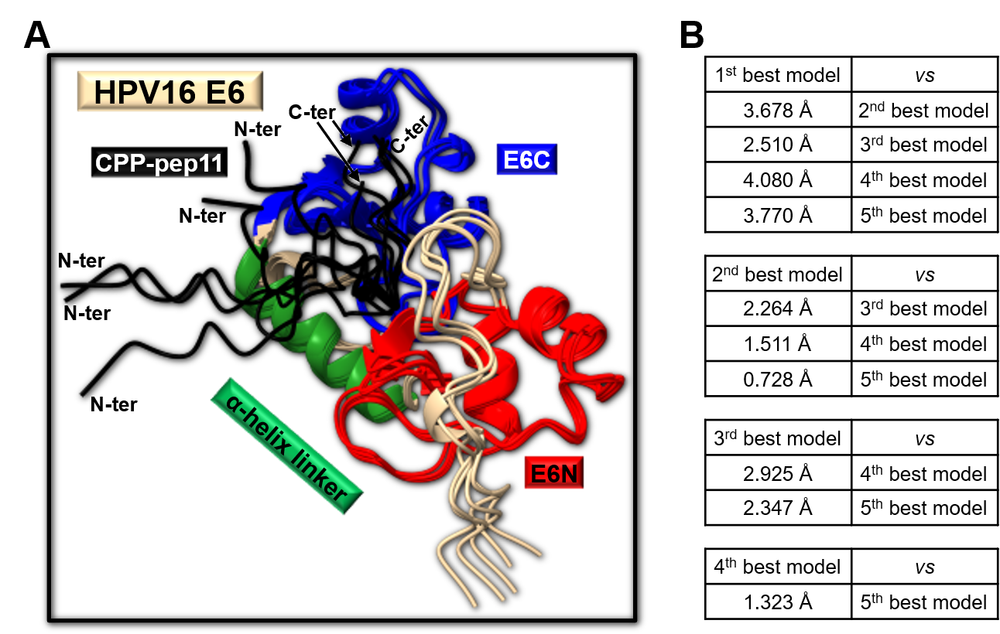 A
HPV16 E6
C-ter
N-ter
C-ter
CPP-pep11
E6C
N-ter
N-ter
N-ter
N-ter
α-helix linker
E6N
B
1st best model vs
3.678 Å 2nd best model
2.510 Å 3rd best model
4.080 Å 4th best model
3.770 Å 5th best model
2nd best model vs
2.264 Å 3rd best model
1.511 Å 4th best model
0.728 Å 5th best model
3rd best model vs
2.925 Å 4th best model
2.347 Å 5th best model
4th best model vs
1.323 Å 5th best model